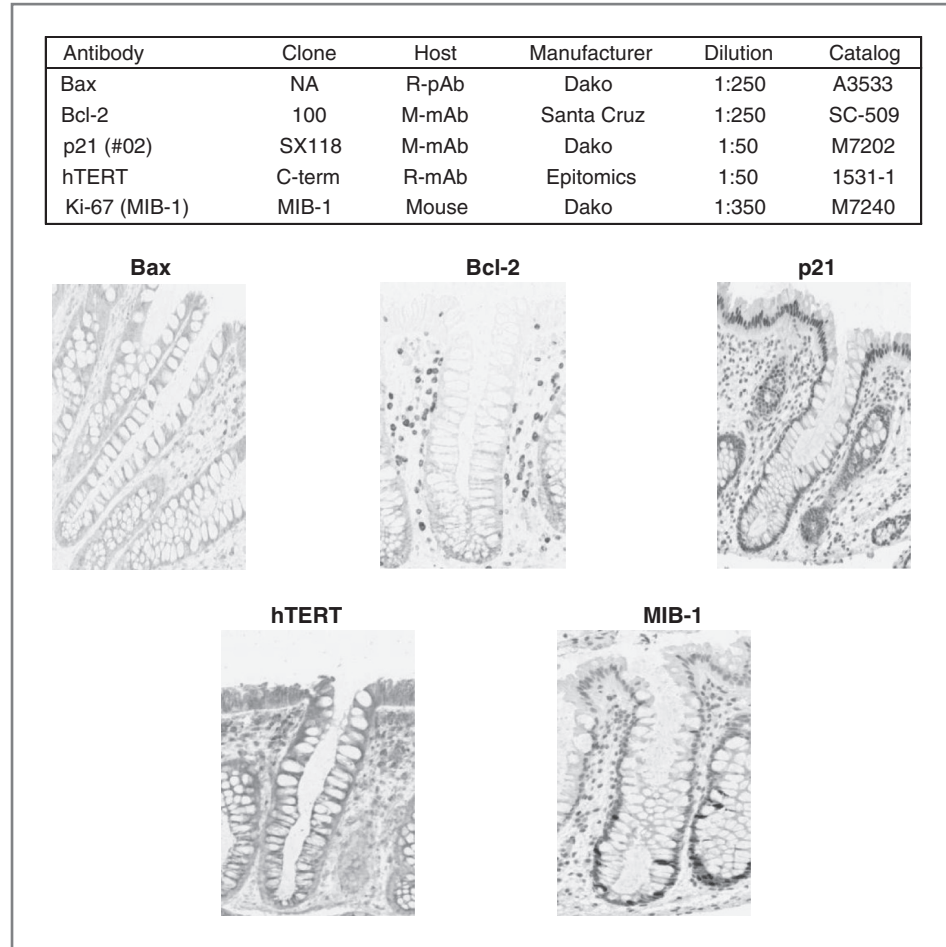 Antibody Clone Host Manufacturer Dilution Catalog
Bax NA R-pAb Dako 1:250 A3533
Bcl-2 100 M-mAb Santa Cruz 1:250 SC-509
p21 (#02) SX118 M-mAb Dako 1:50 M7202
hTERT C-term R-mAb Epitomics 1:50 1531-1
Ki-67 (MIB-1) MIB-1 Mouse Dako 1:350 M7240
Bax Bcl-2 p21
hTERT MIB-1